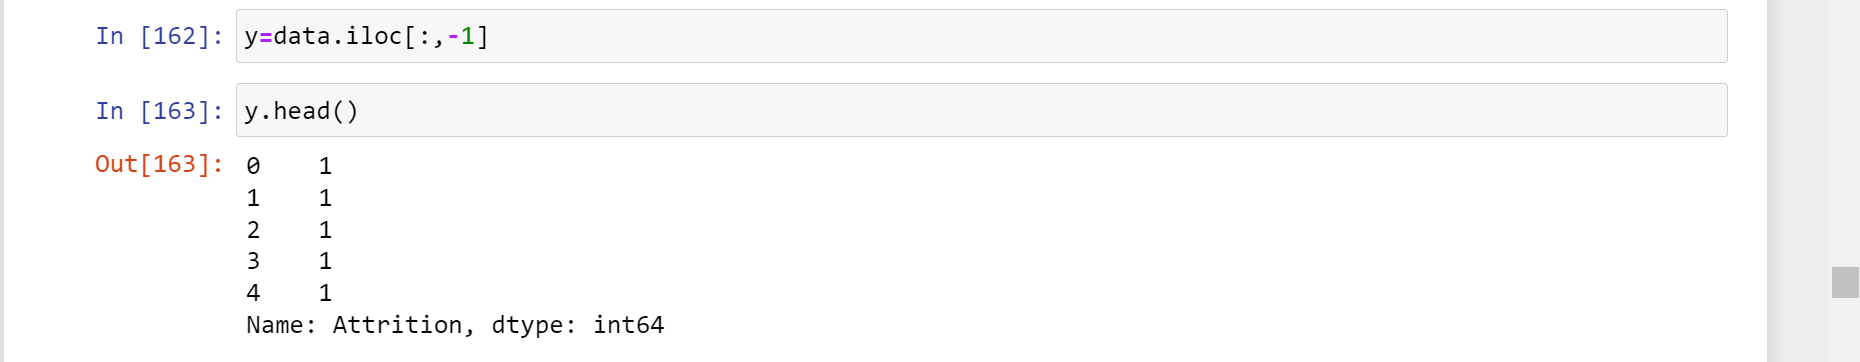 In [162]: y=data.iloc[:,-1]
In [163]: y.head()
Out[163]: 0    1
1    1
2    1
3    1
4    1
Name: Attrition, dtype: int64